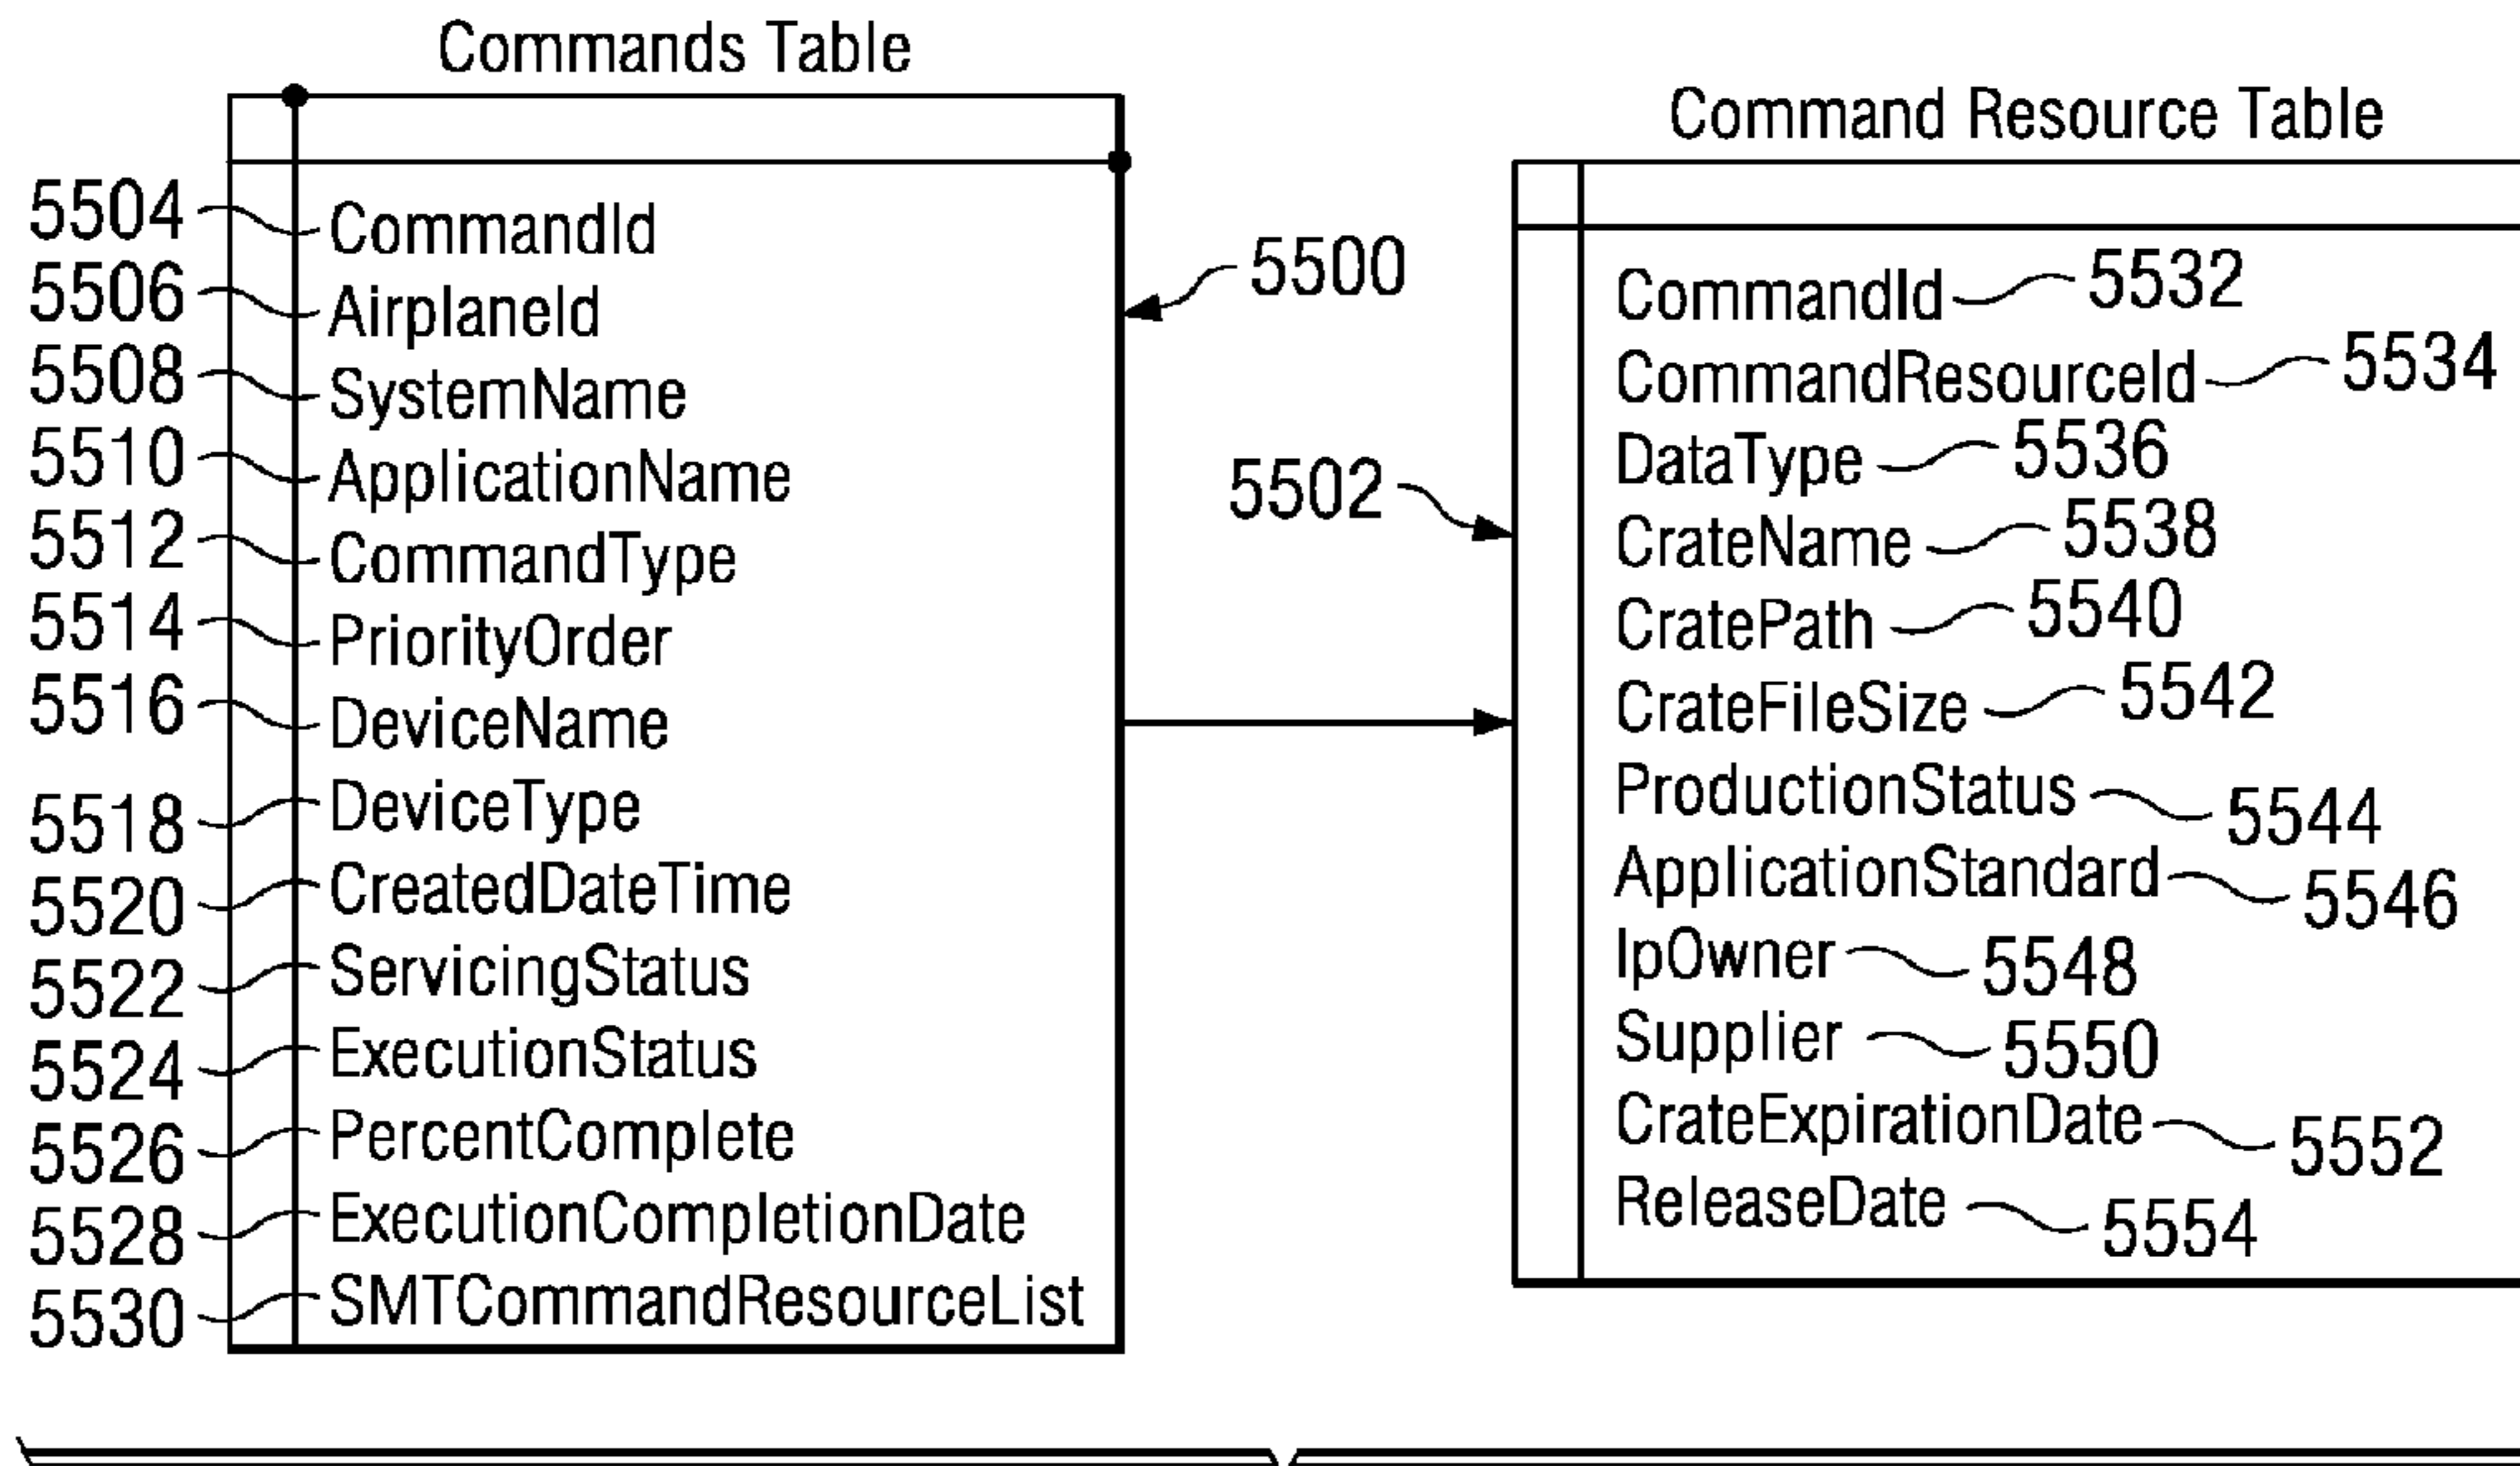 Commands Table
5504 CommandId
5506 AirplaneId
5508 SystemName
5510 ApplicationName
5512 CommandType
5514 PriorityOrder
5516 DeviceName
5518 DeviceType
5520 CreatedDateTime
5522 ServicingStatus
5524 ExecutionStatus
5526 PercentComplete
5528 ExecutionCompletionDate
5530 SMTCommandResourceList
5500
5502
Command Resource Table
CommandId 5532
CommandResourceId 5534
DataType 5536
CrateName 5538
CratePath 5540
CrateFileSize 5542
ProductionStatus 5544
ApplicationStandard 5546
IpOwner 5548
Supplier 5550
CrateExpirationDate 5552
ReleaseDate 5554